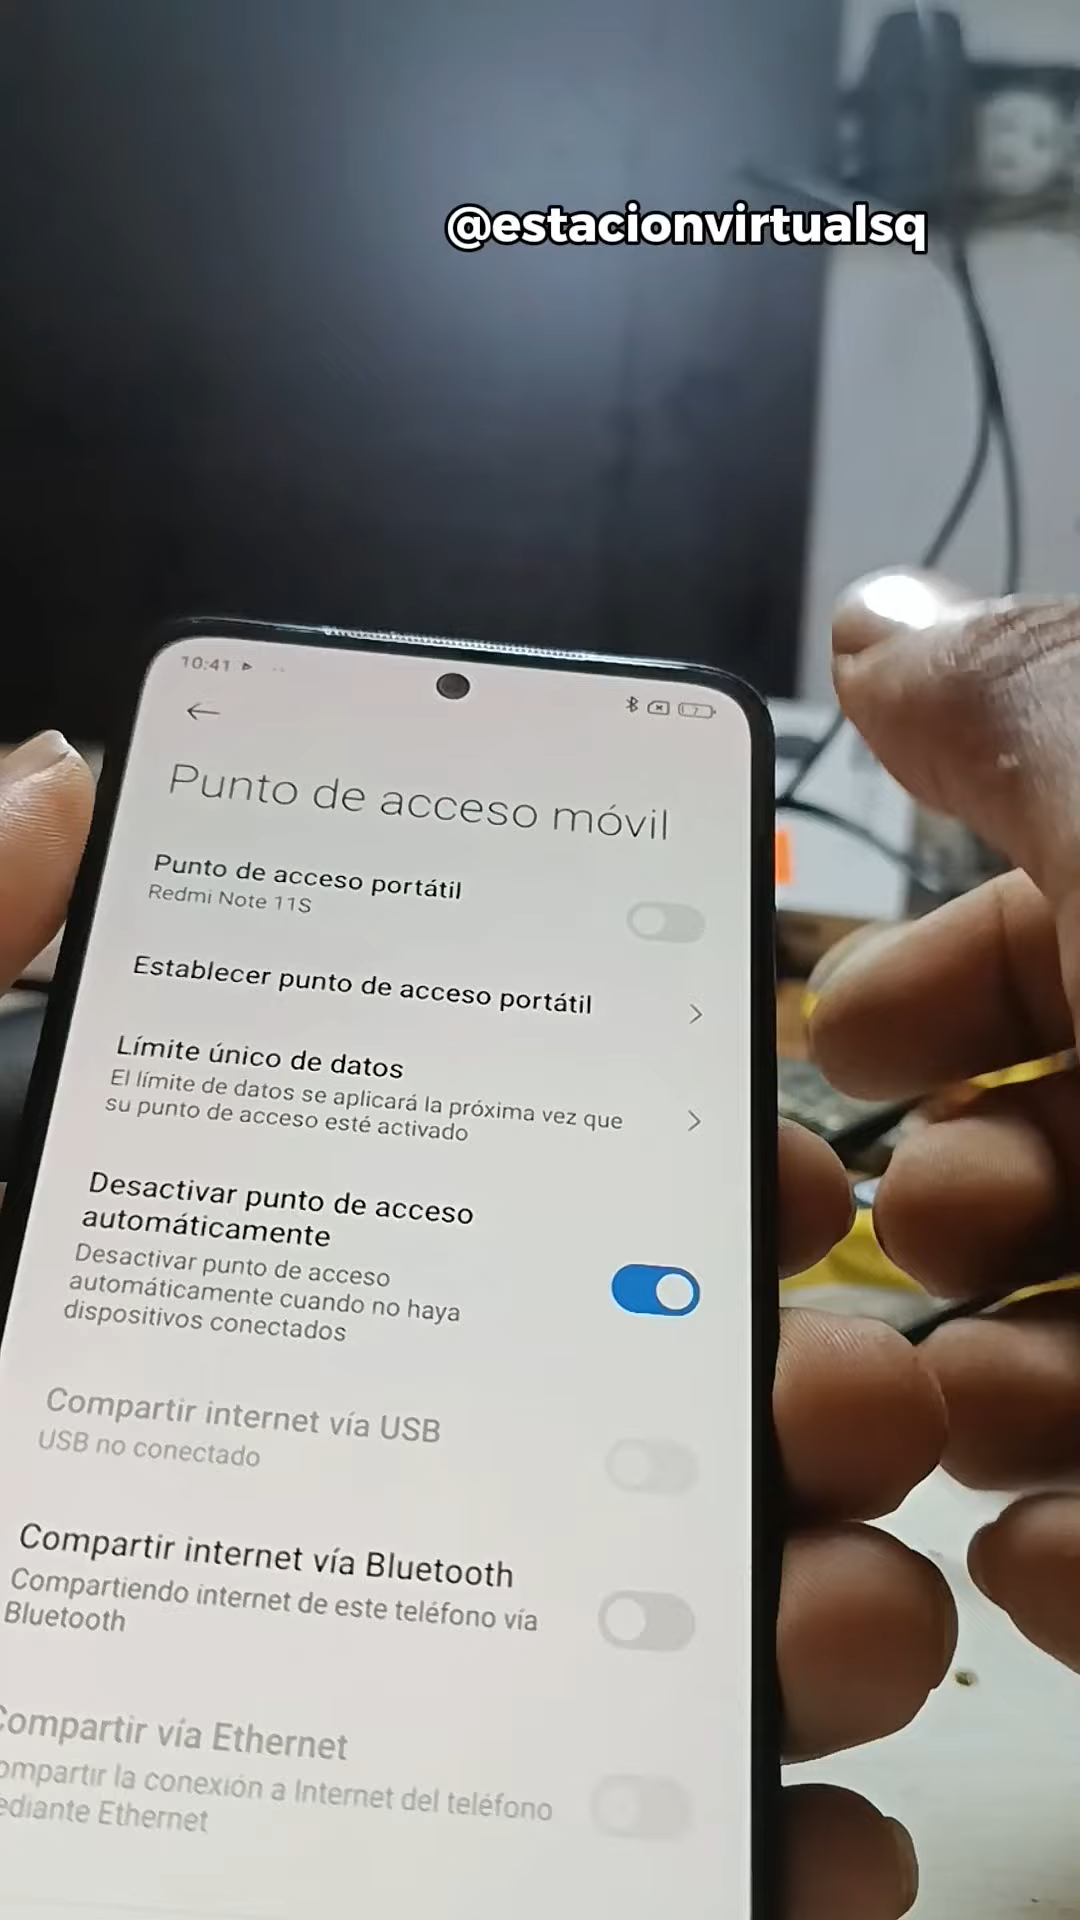 @estacionvirtualsq
10:41
7
Punto de acceso móvil
Punto de acceso portátil
Redmi Note 11S
Establecer punto de acceso portátil
Límite único de datos
El límite de datos se aplicará la próxima vez que
su punto de acceso esté activado
Desactivar punto de acceso
automáticamente
Desactivar punto de acceso
automáticamente cuando no haya
dispositivos conectados
Compartir internet vía USB
USB no conectado
Compartir internet vía Bluetooth
Compartiendo internet de este teléfono vía
Bluetooth
Compartir vía Ethernet
ompartir la conexión a Internet del teléfono
ediante Ethernet